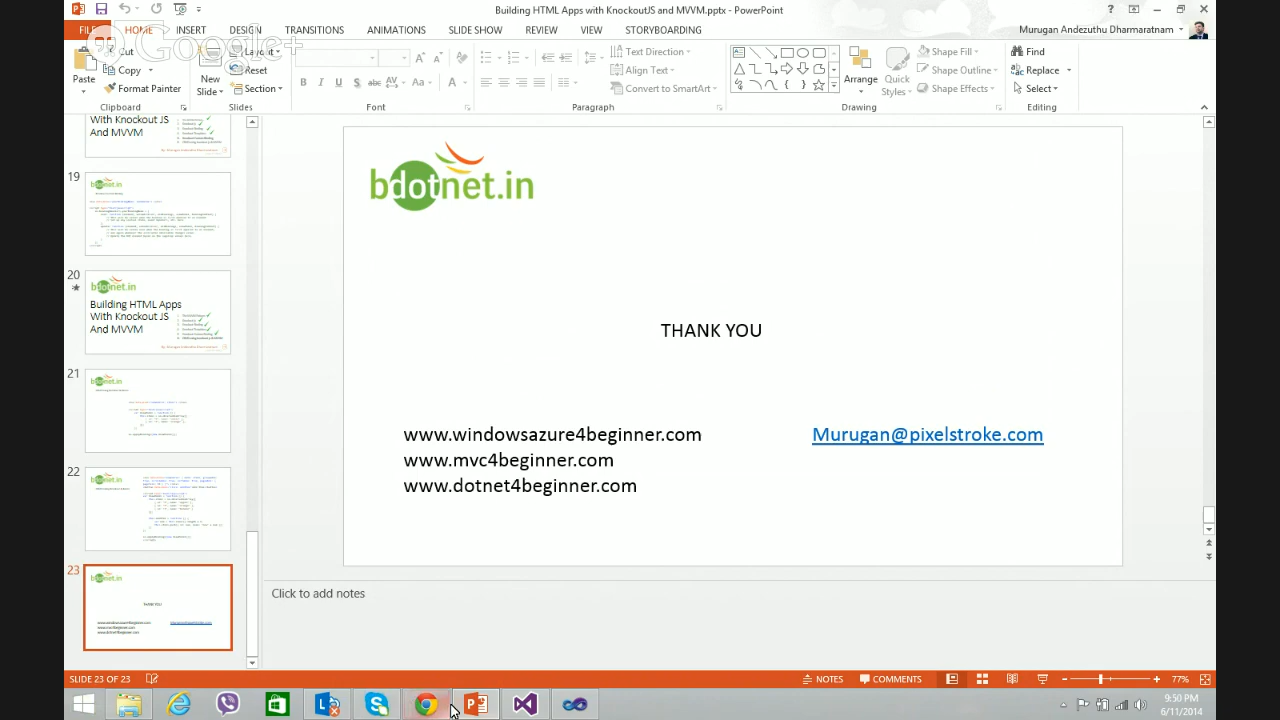 Building HTML Apps with KnockoutJS and MVVM.pptx - PowerPoint
FILE HOME INSERT DESIGN TRANSITIONS ANIMATIONS SLIDE SHOW REVIEW VIEW STORYBOARDING
Murugan Andezuthu Dharmaratnam
Google+
Cut
Copy
Format Painter
Paste
Clipboard
New
Slide
Layout
Reset
Section
Slides
Font
Text Direction
Align Text
Convert to SmartArt
Paragraph
Arrange
Quick
Styles
Shape Fill
Shape Outline
Shape Effects
Drawing
Find
Replace
Select
Editing
With Knockout JS
And MVVM
19
20
bdotnet.in
Building HTML Apps
With Knockout JS
And MVVM
21
22
23
bdotnet.in
THANK YOU
www.windowsazure4beginner.com
www.mvc4beginner.com
www.dotnet4beginner.com
Murugan@pixelstroke.com
Click to add notes
SLIDE 23 OF 23
NOTES
COMMENTS
77%
9:50 PM
6/11/2014